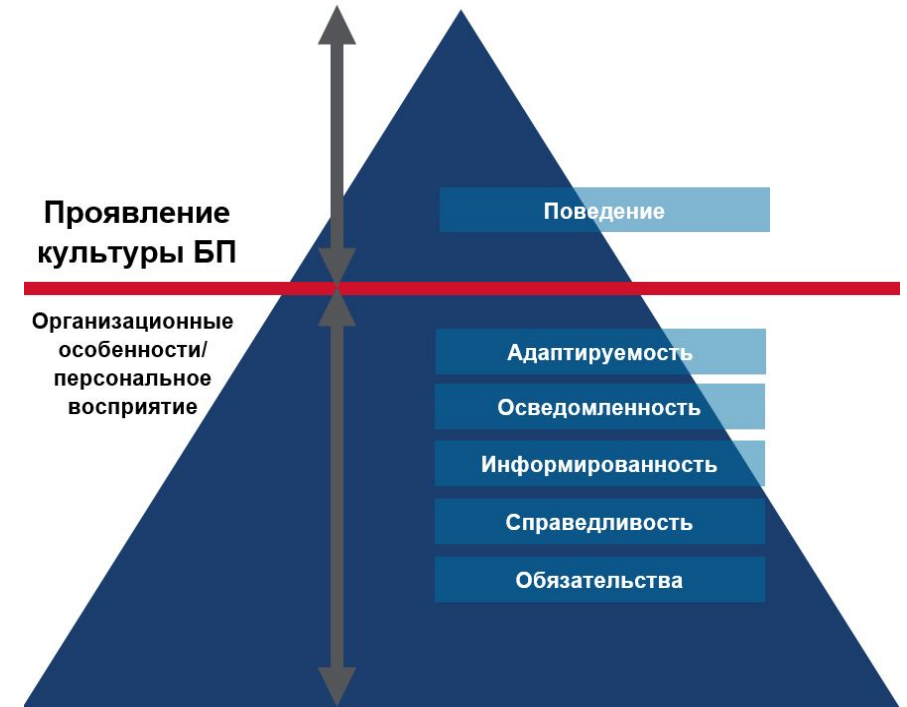 Проявление
культуры БП
Поведение
Организационные
особенности/
персональное
восприятие
Адаптируемость
Осведомленность
Информированность
Справедливость
Обязательства